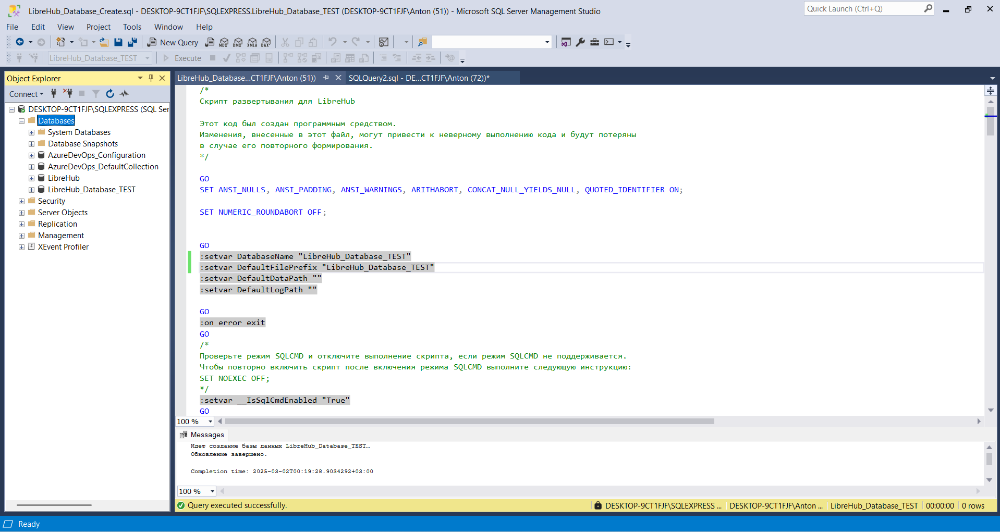 LibreHub_Database_Create.sql - DESKTOP-9CT1FJF\SQLEXPRESS.LibreHub_Database_TEST (DESKTOP-9CT1FJF\Anton (51)) - Microsoft SQL Server Management Studio
Quick Launch (Ctrl+Q)
File Edit View Project Tools Window Help
New Query MDX DMX XMLA DAX
LibreHub_Database_TEST Execute
Object Explorer
Connect
DESKTOP-9CT1FJF\SQLEXPRESS (SQL Ser
Databases
System Databases
Database Snapshots
AzureDevOps_Configuration
AzureDevOps_DefaultCollection
LibreHub
LibreHub_Database_TEST
Security
Server Objects
Replication
Management
XEvent Profiler
LibreHub_Database...CT1FJF\Anton (51)) SQLQuery2.sql - DE...CT1FJF\Anton (72))*
/*
Скрипт развертывания для LibreHub
Этот код был создан программным средством.
Изменения, внесенные в этот файл, могут привести к неверному выполнению кода и будут потеряны
в случае его повторного формирования.
*/
GO
SET ANSI_NULLS, ANSI_PADDING, ANSI_WARNINGS, ARITHABORT, CONCAT_NULL_YIELDS_NULL, QUOTED_IDENTIFIER ON;
SET NUMERIC_ROUNDABORT OFF;
GO
:setvar DatabaseName "LibreHub_Database_TEST"
:setvar DefaultFilePrefix "LibreHub_Database_TEST"
:setvar DefaultDataPath ""
:setvar DefaultLogPath ""
GO
:on error exit
GO
/*
Проверьте режим SQLCMD и отключите выполнение скрипта, если режим SQLCMD не поддерживается.
Чтобы повторно включить скрипт после включения режима SQLCMD выполните следующую инструкцию:
SET NOEXEC OFF;
*/
:setvar __IsSqlCmdEnabled "True"
GO
100 %
Messages
Идет создание базы данных LibreHub_Database_TEST…
Обновление завершено.
Completion time: 2025-03-02T00:19:28.9034292+03:00
100 %
Query executed successfully. DESKTOP-9CT1FJF\SQLEXPRESS ... DESKTOP-9CT1FJF\Anton ... LibreHub_Database_TEST 00:00:00 0 rows
Ready